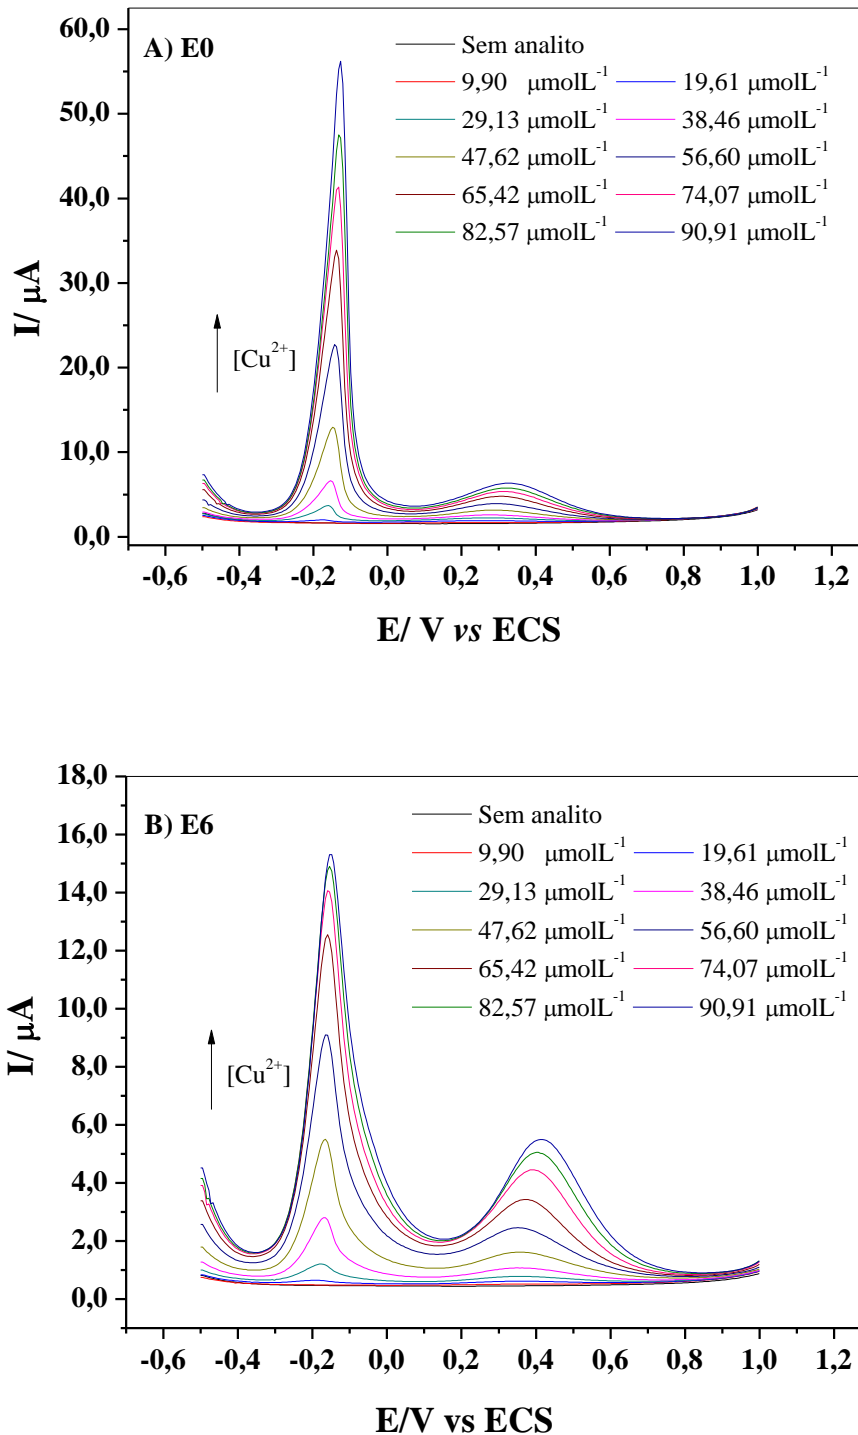 60,0
50,0
40,0
30,0
20,0
10,0
0,0
I/ μA
A) E0
Sem analito
9,90 μmolL-1 19,61 μmolL-1
29,13 μmolL-1 38,46 μmolL-1
47,62 μmolL-1 56,60 μmolL-1
65,42 μmolL-1 74,07 μmolL-1
82,57 μmolL-1 90,91 μmolL-1
[Cu2+]
-0,6 -0,4 -0,2 0,0 0,2 0,4 0,6 0,8 1,0 1,2
E/ V vs ECS
18,0
16,0
14,0
12,0
10,0
8,0
6,0
4,0
2,0
0,0
I/ μA
B) E6
Sem analito
9,90 μmolL-1 19,61 μmolL-1
29,13 μmolL-1 38,46 μmolL-1
47,62 μmolL-1 56,60 μmolL-1
65,42 μmolL-1 74,07 μmolL-1
82,57 μmolL-1 90,91 μmolL-1
[Cu2+]
-0,6 -0,4 -0,2 0,0 0,2 0,4 0,6 0,8 1,0 1,2
E/V vs ECS